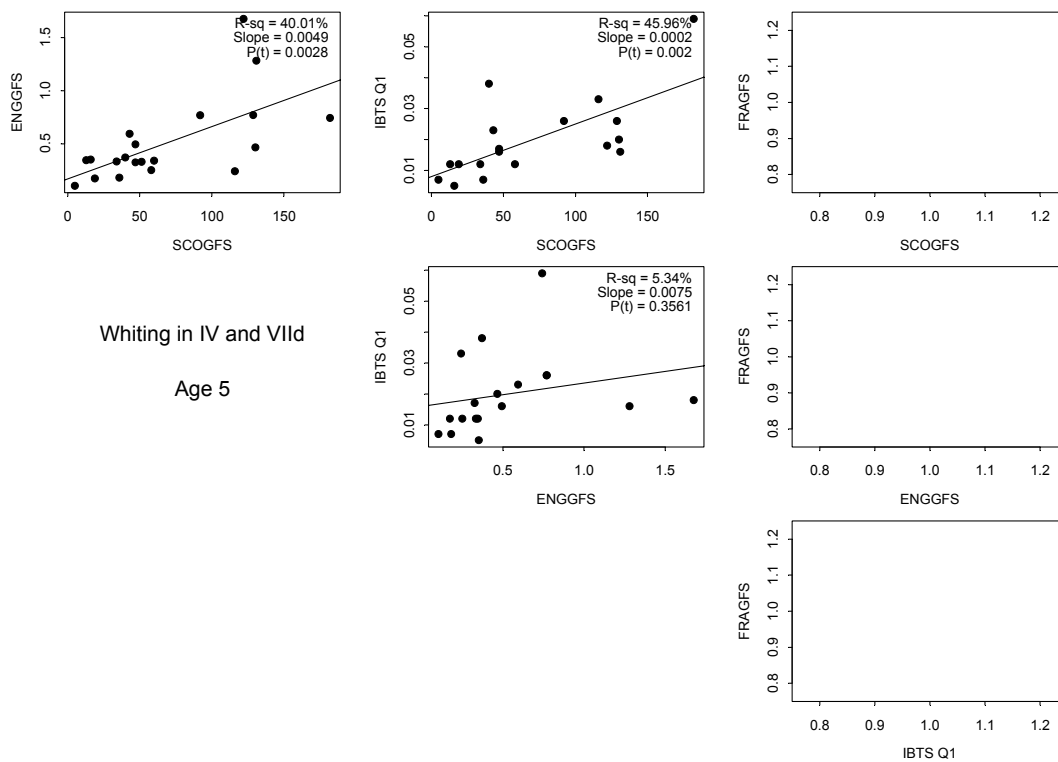 R-sq = 40.01%
Slope = 0.0049
P(t) = 0.0028
ENGGFS
0.5 1.0 1.5
0 50 100 150
SCOGFS
R-sq = 45.96%
Slope = 0.0002
P(t) = 0.002
IBTS Q1
0.01 0.03 0.05
0 50 100 150
SCOGFS
FRAGFS
0.8 0.9 1.0 1.1 1.2
0.8 0.9 1.0 1.1 1.2
SCOGFS
Whiting in IV and VIId
Age 5
R-sq = 5.34%
Slope = 0.0075
P(t) = 0.3561
IBTS Q1
0.01 0.03 0.05
0.5 1.0 1.5
ENGGFS
FRAGFS
0.8 0.9 1.0 1.1 1.2
0.8 0.9 1.0 1.1 1.2
ENGGFS
FRAGFS
0.8 0.9 1.0 1.1 1.2
0.8 0.9 1.0 1.1 1.2
IBTS Q1